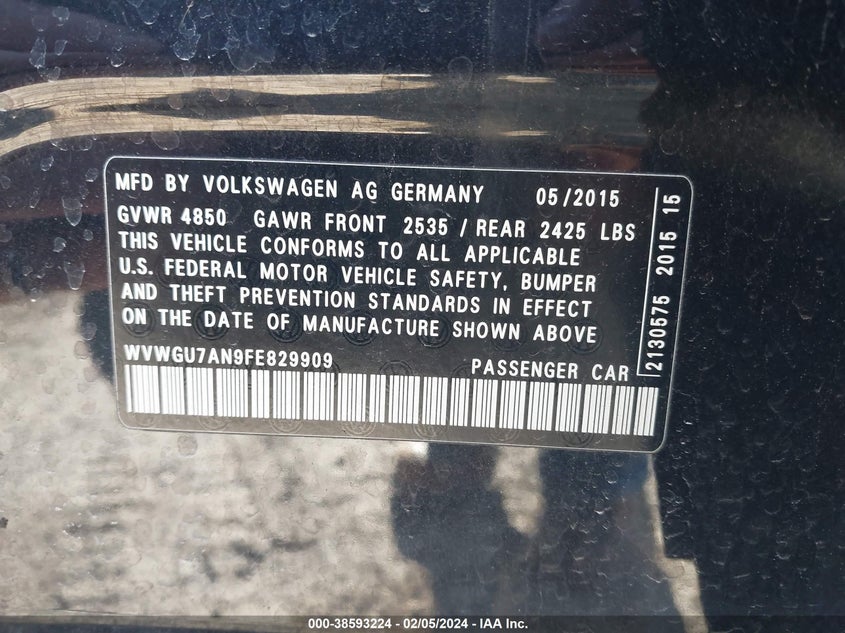 MFD BY VOLKSWAGEN AG GERMANY 05/2015
GVWR 4850 GAWR FRONT 2535 / REAR 2425 LBS
THIS VEHICLE CONFORMS TO ALL APPLICABLE
U.S. FEDERAL MOTOR VEHICLE SAFETY, BUMPER
AND THEFT PREVENTION STANDARDS IN EFFECT
ON THE DATE OF MANUFACTURE SHOWN ABOVE
WVWGU7AN9FE829909 PASSENGER CAR
2130575 2015 15
000-38593224 - 02/05/2024 - IAA Inc.